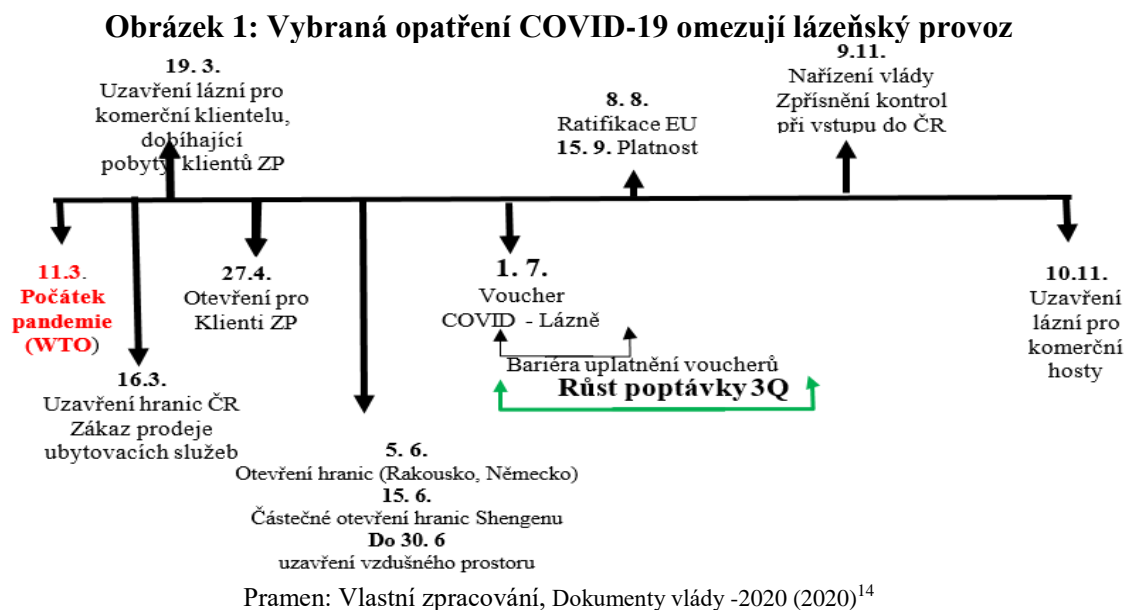 Obrázek 1: Vybraná opatření COVID-19 omezují lázeňský provoz
19. 3.
Uzavření lázní pro
komerční klientelu,
dobíhající
pobyty klientů ZP
8. 8.
Ratifikace EU
15. 9. Platnost
9.11.
Nařízení vlády
Zpřísnění kontrol
při vstupu do ČR
11.3.
Počátek
pandemie
(WTO)
16.3.
Uzavření hranic ČR
Zákaz prodeje
ubytovacích služeb
27.4.
Otevření pro
Klienti ZP
5. 6.
Otevření hranic (Rakousko, Německo)
15. 6.
Částečné otevření hranic Shengenu
Do 30. 6
uzavření vzdušného prostoru
1. 7.
Voucher
COVID - Lázně
Bariéra uplatnění voucherů
Růst poptávky 3Q
10.11.
Uzavření
lázní pro
komerční
hosty
Pramen: Vlastní zpracování, Dokumenty vlády -2020 (2020)14